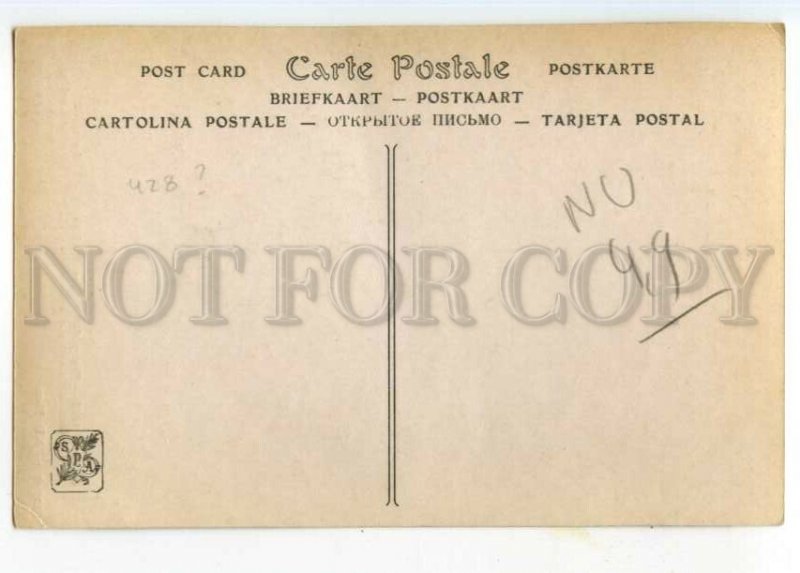 POST CARD Carte Postale POSTKARTE
BRIEFKAART — POSTKAART
CARTOLINA POSTALE — ОТКРЫТОЕ ПИСЬМО — TARJETA POSTAL
428?
NU
49
NOT FOR COPY
S.P.A